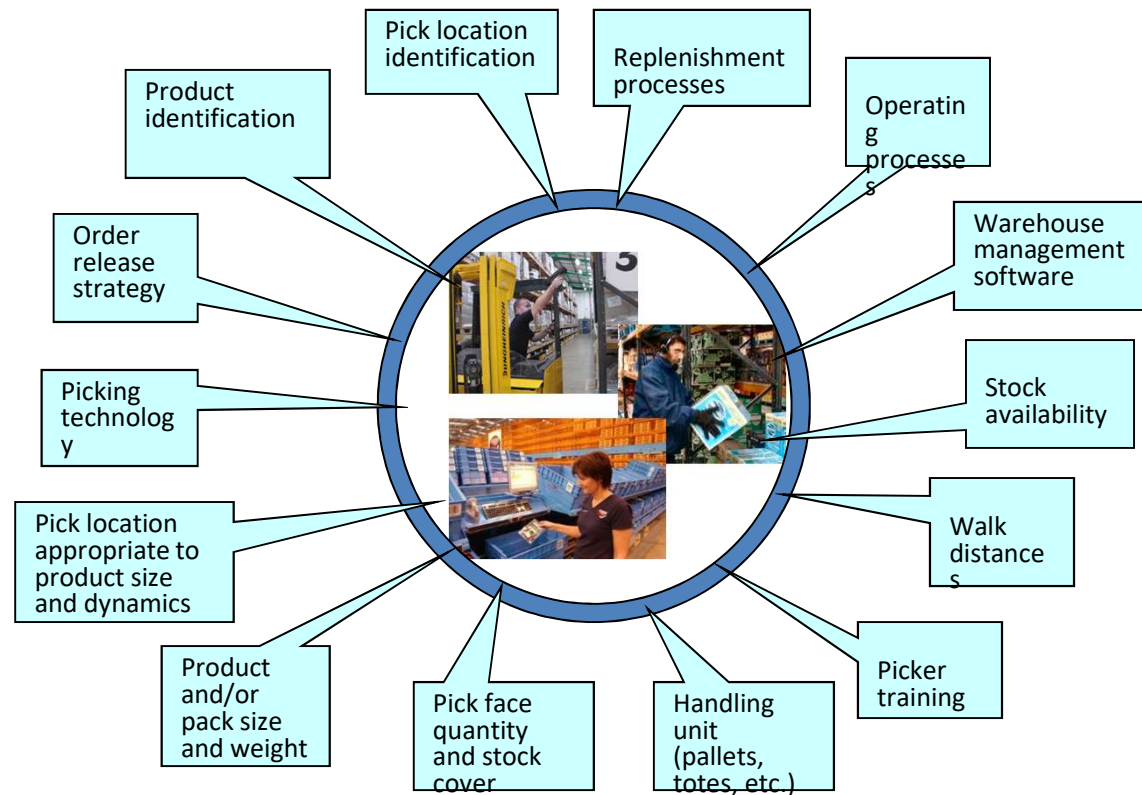 Pick location
identification
Replenishment
processes
Operatin
g
processe
s
Warehouse
management
software
Stock
availability
Walk
distance
s
Picker
training
Handling
unit
(pallets,
totes, etc.)
Pick face
quantity
and stock
cover
Product
and/or
pack size
and weight
Pick location
appropriate to
product size
and dynamics
Picking
technolog
y
Order
release
strategy
Product
identification
3
JUNGHEINRICH